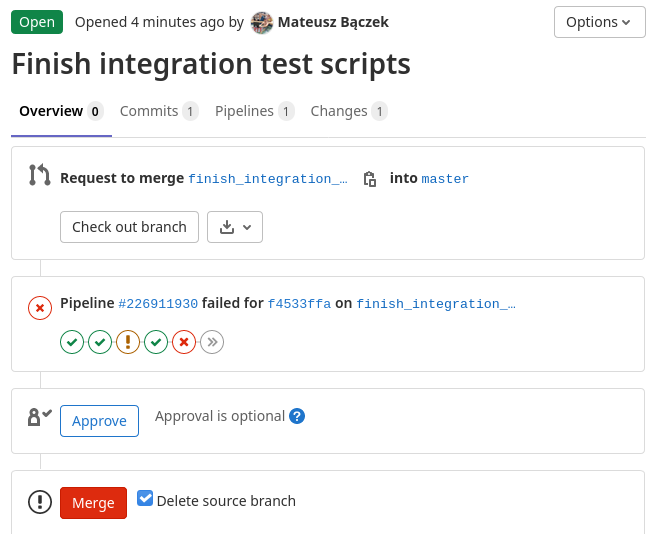 Open Opened 4 minutes ago by Mateusz Bączek Options
Finish integration test scripts
Overview 0 Commits 1 Pipelines 1 Changes 1
Request to merge finish_integration_… into master
Check out branch
Pipeline #226911930 failed for f4533ffa on finish_integration_…
Approve Approval is optional ?
Merge Delete source branch